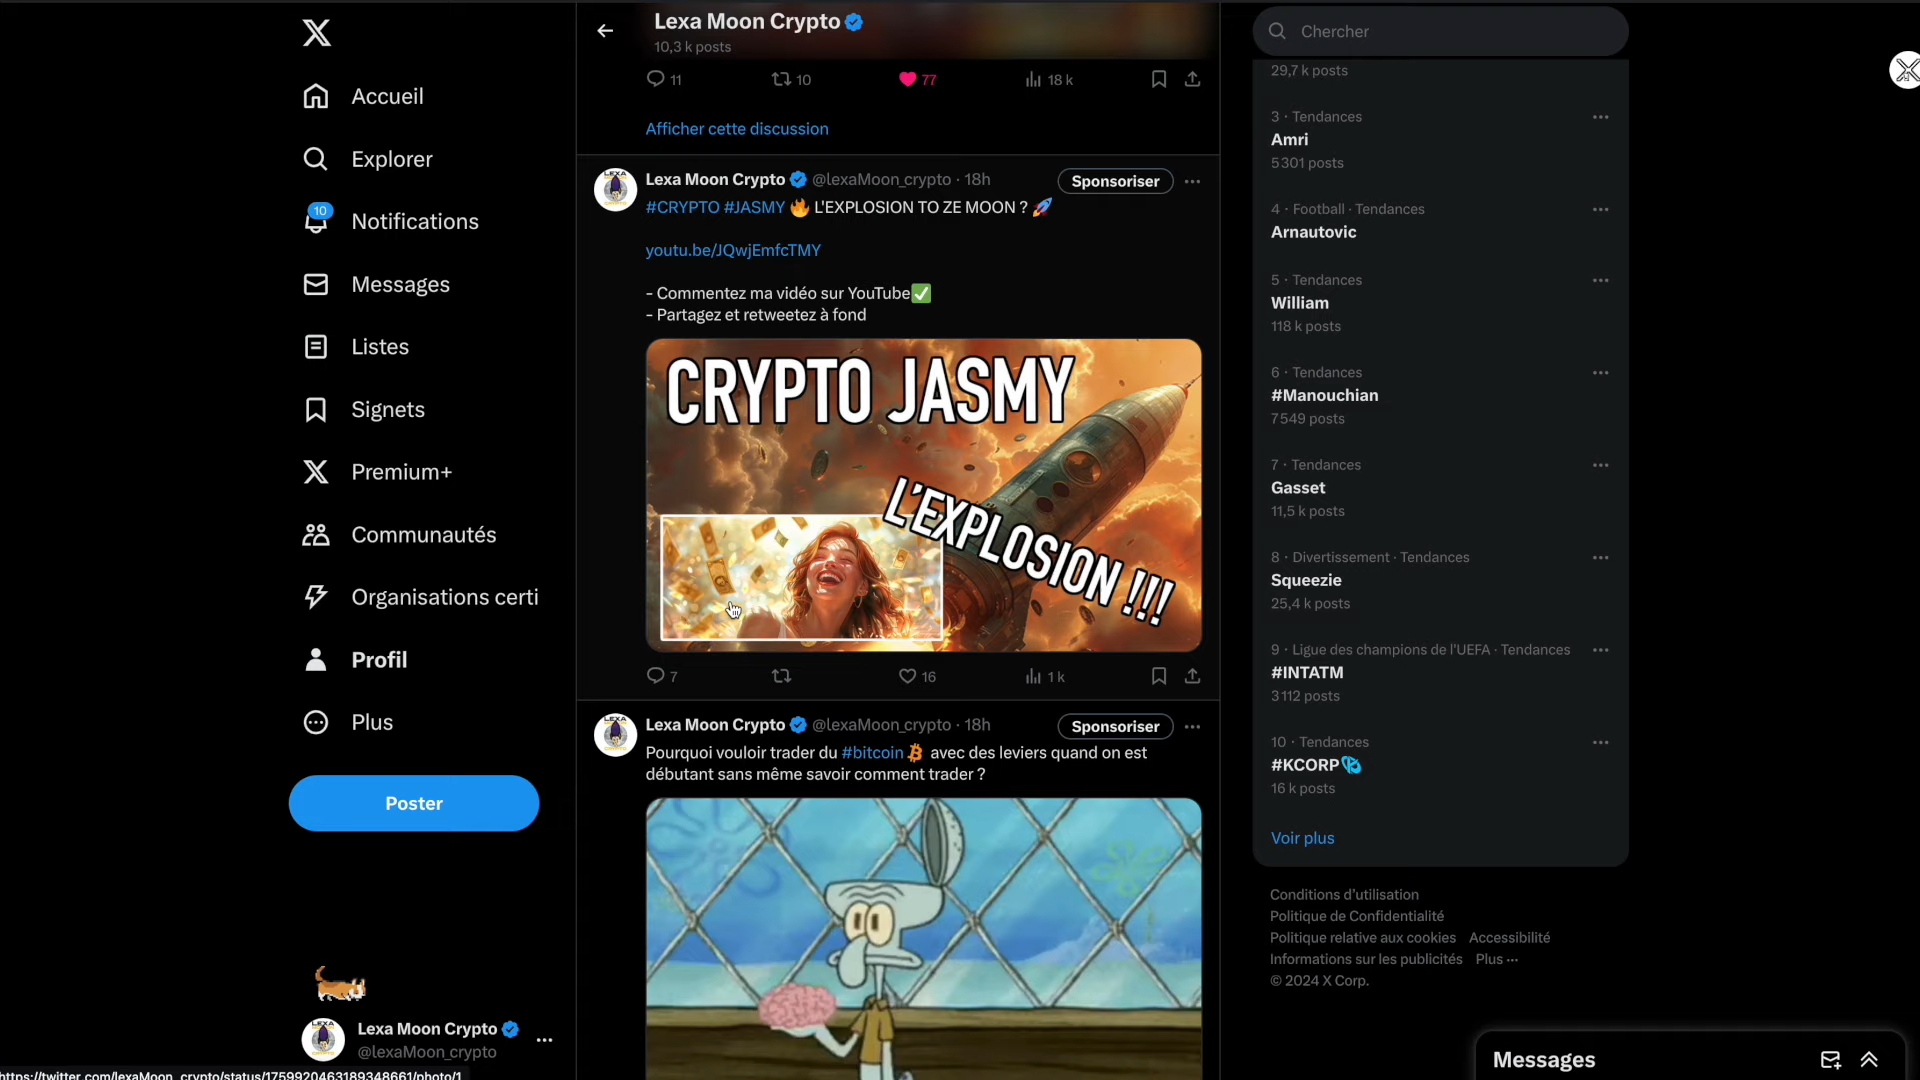 Accueil
Explorer
10
Notifications
Messages
Listes
Signets
Premium+
Communautés
Organisations certi
Profil
Plus
Poster
Lexa Moon Crypto
@lexaMoon_crypto
https://twitter.com/lexaMoon_crypto/status/1759920463189348661/photo/1
Lexa Moon Crypto
10,3 k posts
11 10 77 18 k
Afficher cette discussion
Lexa Moon Crypto @lexaMoon_crypto · 18h Sponsoriser
#CRYPTO #JASMY 🔥 L'EXPLOSION TO ZE MOON ? 🚀
youtu.be/JQwjEmfcTMY
- Commentez ma vidéo sur YouTube✅
- Partagez et retweetez à fond
CRYPTO JASMY
L'EXPLOSION !!!
7 16 1 k
Lexa Moon Crypto @lexaMoon_crypto · 18h Sponsoriser
Pourquoi vouloir trader du #bitcoin avec des leviers quand on est
débutant sans même savoir comment trader ?
Chercher
29,7 k posts
3 · Tendances
Amri
5 301 posts
4 · Football · Tendances
Arnautovic
5 · Tendances
William
118 k posts
6 · Tendances
#Manouchian
7 549 posts
7 · Tendances
Gasset
11,5 k posts
8 · Divertissement · Tendances
Squeezie
25,4 k posts
9 · Ligue des champions de l'UEFA · Tendances
#INTATM
3 112 posts
10 · Tendances
#KCORP
16 k posts
Voir plus
Conditions d'utilisation
Politique de Confidentialité
Politique relative aux cookies Accessibilité
Informations sur les publicités Plus ···
© 2024 X Corp.
Messages